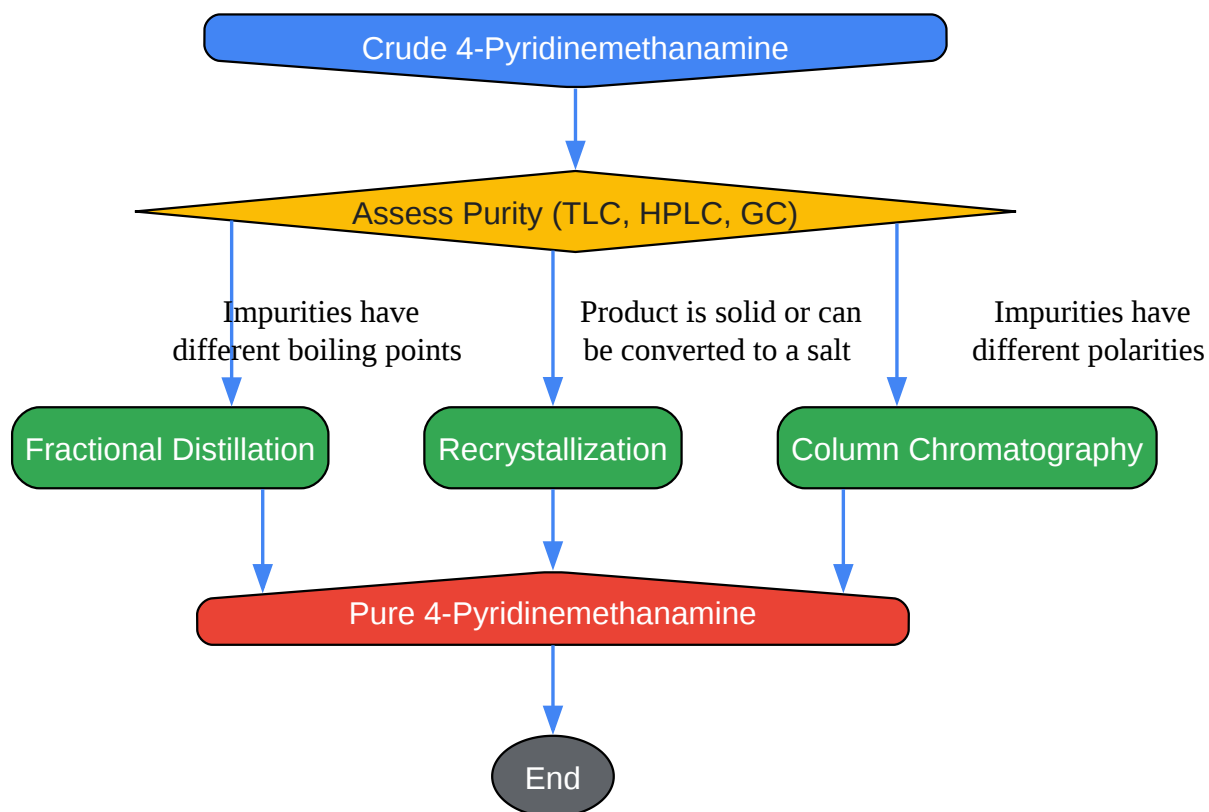 Crude 4-Pyridinemethanamine
Assess Purity (TLC, HPLC, GC)
Impurities have
different boiling points
Product is solid or can
be converted to a salt
Impurities have
different polarities
Fractional Distillation
Recrystallization
Column Chromatography
Pure 4-Pyridinemethanamine
End